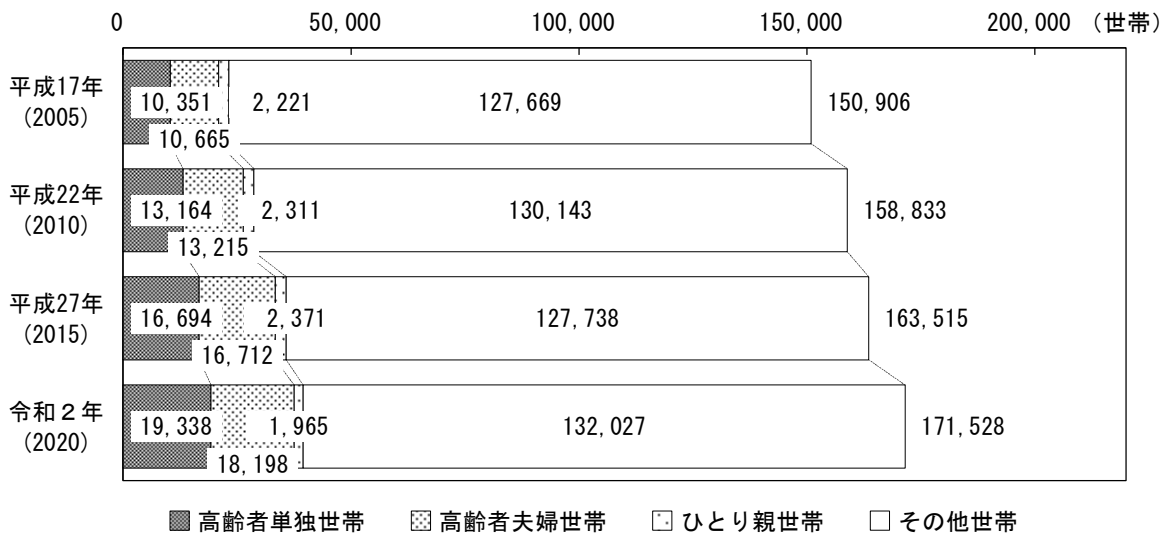 0 50,000 100,000 150,000 200,000 （世帯）
平成17年
(2005)
10,351 2,221 127,669 150,906
10,665
平成22年
(2010)
13,164 2,311 130,143 158,833
13,215
平成27年
(2015)
16,694 2,371 127,738 163,515
16,712
令和２年
(2020)
19,338 1,965 132,027 171,528
18,198
高齢者単独世帯 高齢者夫婦世帯 ひとり親世帯 その他世帯